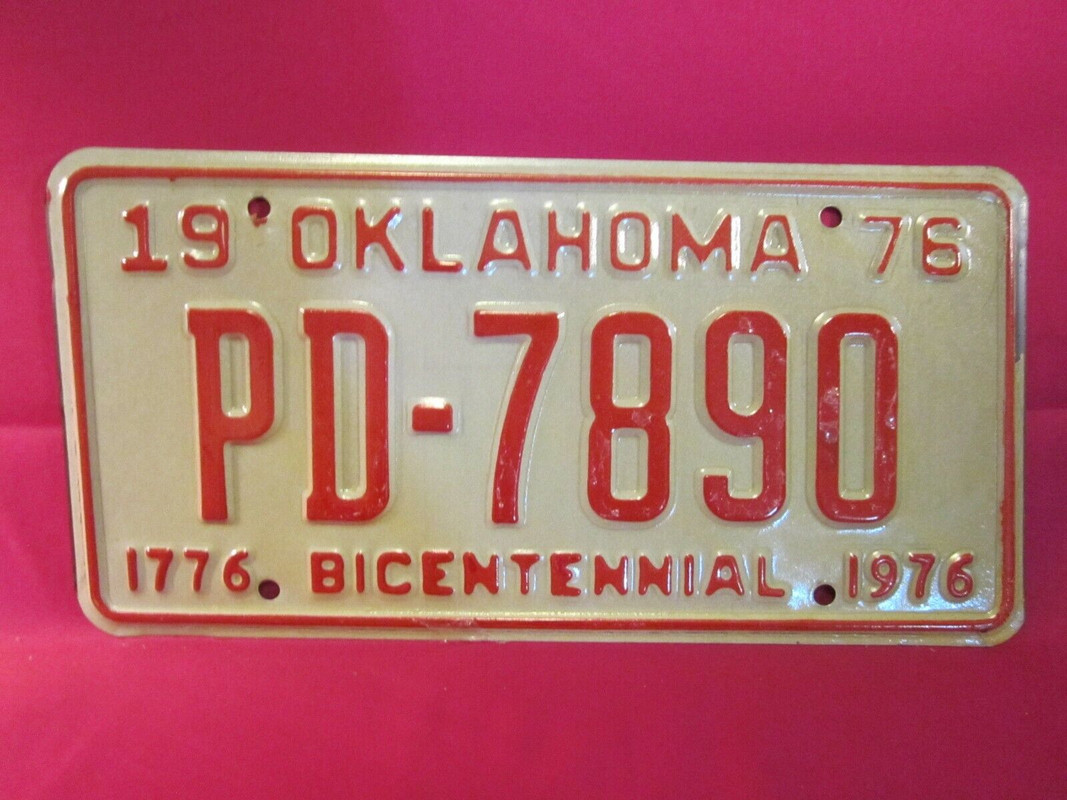 19 OKLAHOMA 76
PD-7890
1776 BICENTENNIAL 1976